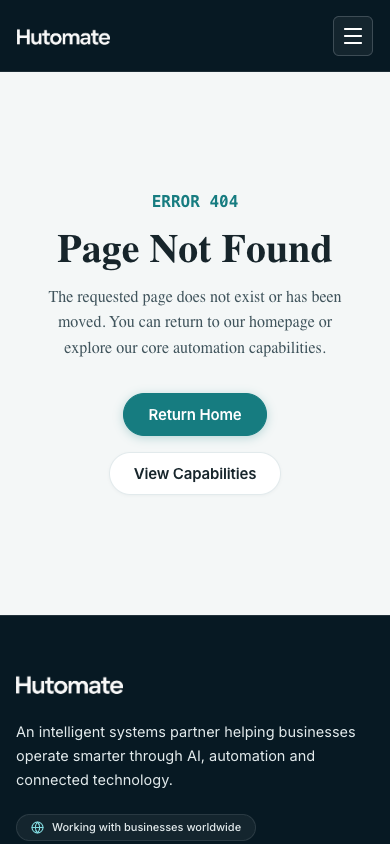 Hutomate
ERROR 404
Page Not Found
The requested page does not exist or has been
moved. You can return to our homepage or
explore our core automation capabilities.
Return Home
View Capabilities
Hutomate
An intelligent systems partner helping businesses
operate smarter through AI, automation and
connected technology.
Working with businesses worldwide